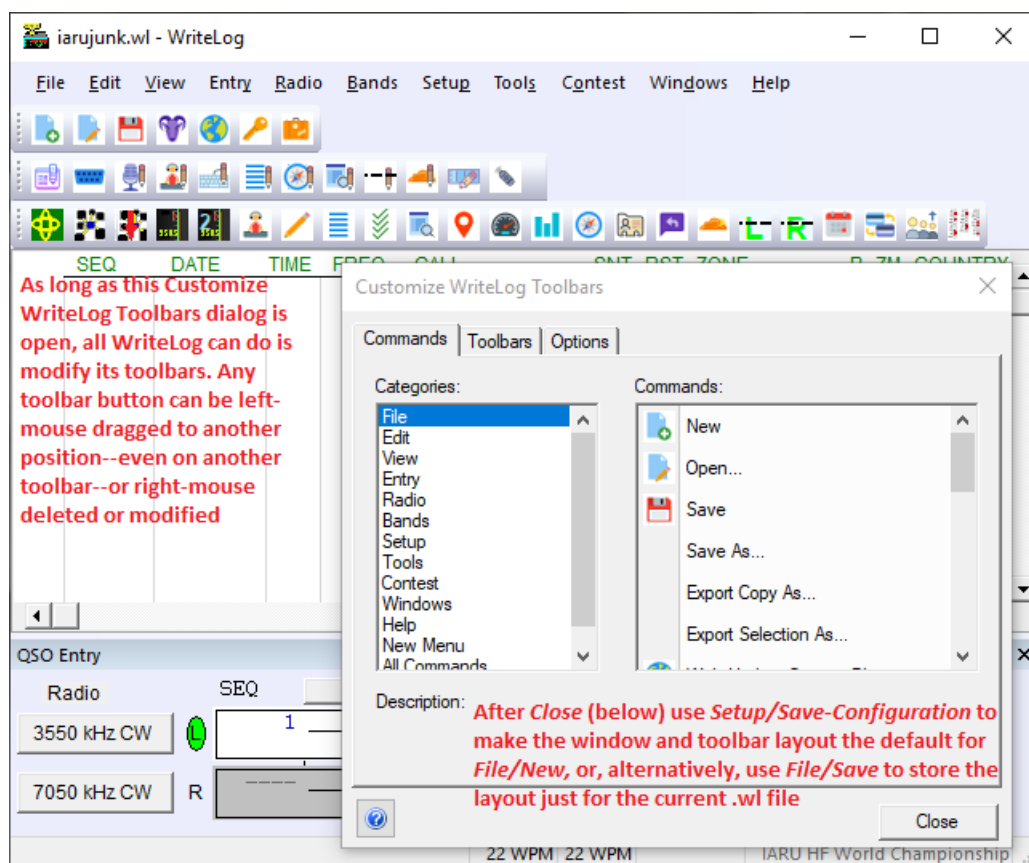 iarujunk.wl - WriteLog
File Edit View Entry Radio Bands Setup Tools Contest Windows Help
SEQ DATE TIME FREQ CALL SNT RST ZONE P ZM COUNTRY
As long as this Customize
WriteLog Toolbars dialog is
open, all WriteLog can do is
modify its toolbars. Any
toolbar button can be left-
mouse dragged to another
position--even on another
toolbar--or right-mouse
deleted or modified
Customize WriteLog Toolbars
Commands Toolbars Options
Categories:
File
Edit
View
Entry
Radio
Bands
Setup
Tools
Contest
Windows
Help
New Menu
All Commands
Commands:
New
Open...
Save
Save As...
Export Copy As...
Export Selection As...
Description:
After Close (below) use Setup/Save-Configuration to
make the window and toolbar layout the default for
File/New, or, alternatively, use File/Save to store the
layout just for the current .wl file
Close
QSO Entry
Radio SEQ
3550 kHz CW L 1
7050 kHz CW R ----
22 WPM 22 WPM IARU HF World Championship